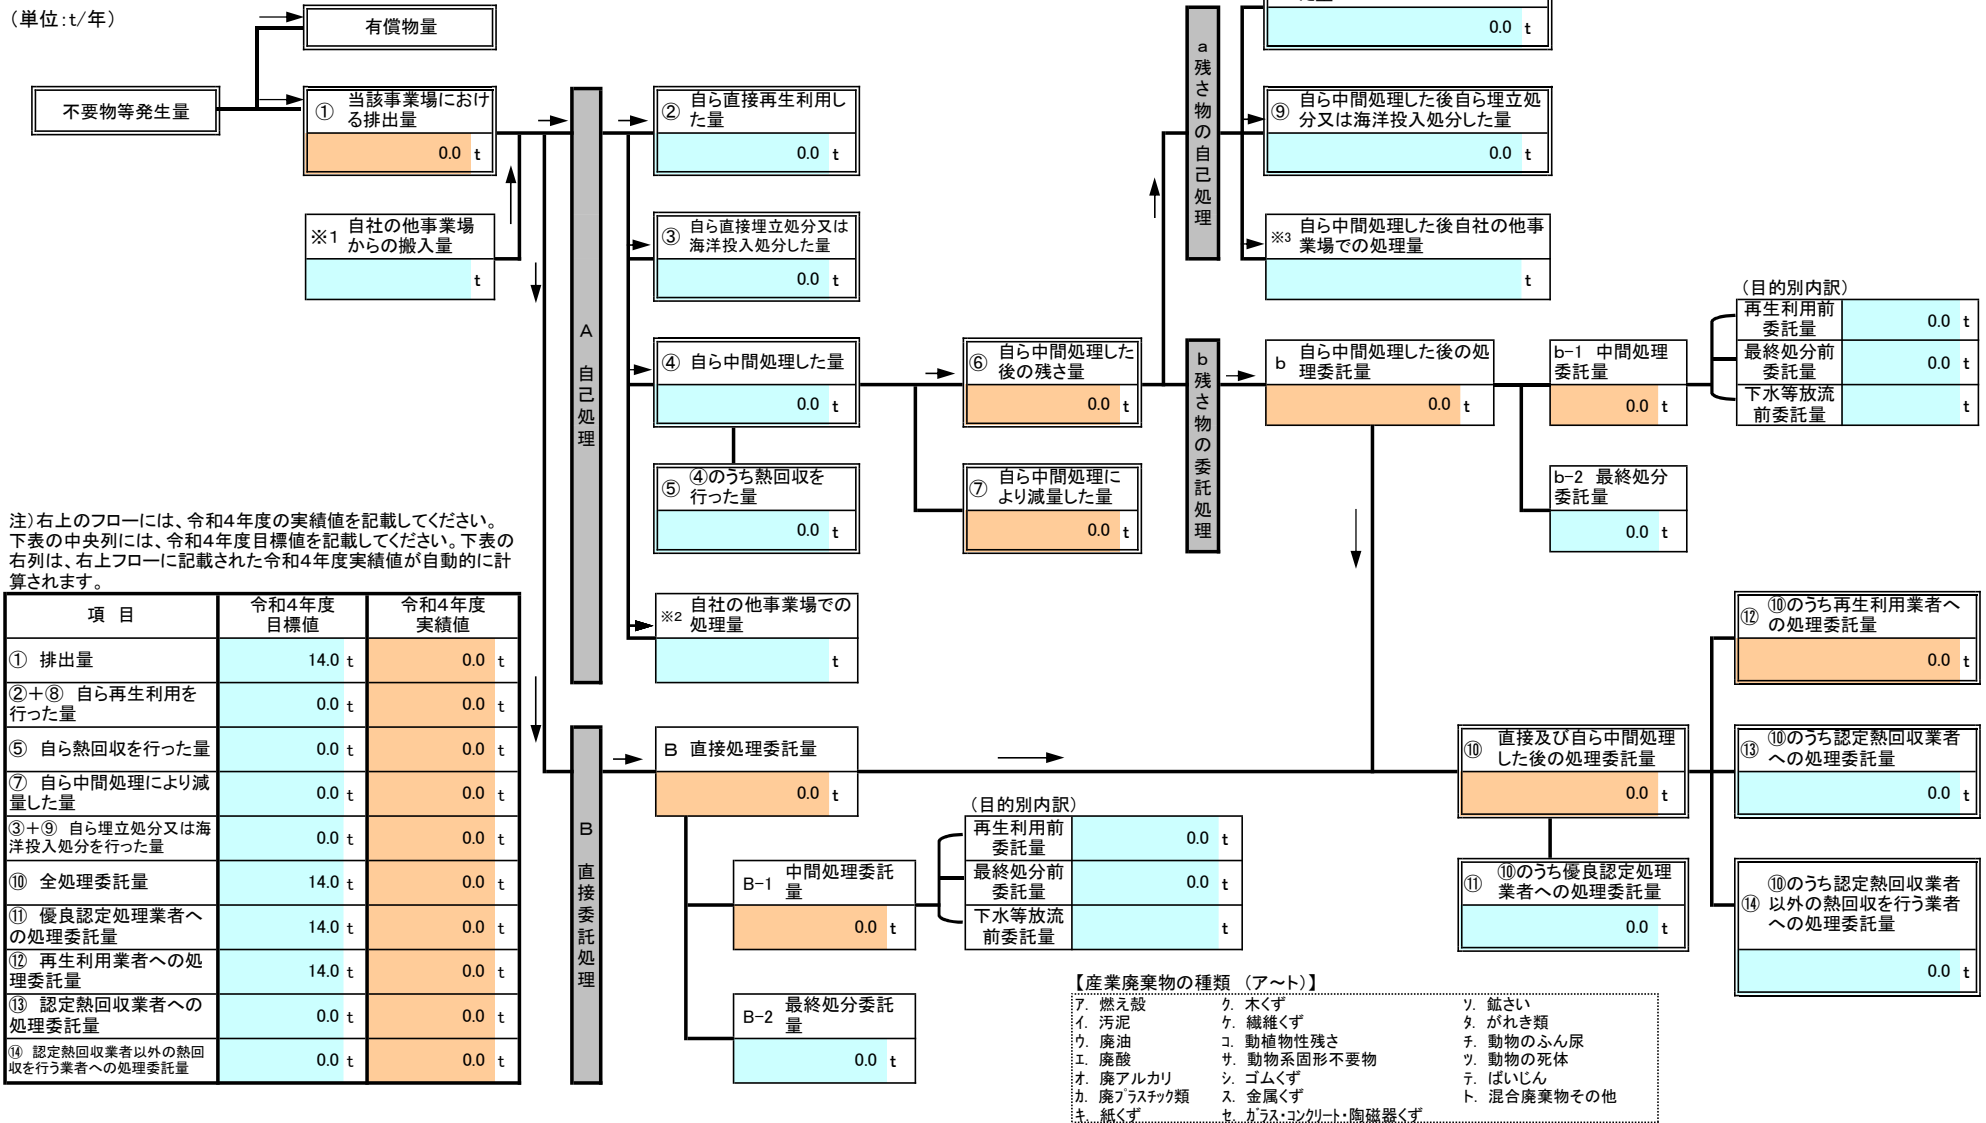 （単位:t/年）
有償物量
不要物等発生量
① 当該事業場におけ
る排出量
0.0 t
※1 自社の他事業場
からの搬入量
t
A 自己処理
② 自ら直接再生利用し
た量
0.0 t
③ 自ら直接埋立処分又は
海洋投入処分した量
0.0 t
④ 自ら中間処理した量
0.0 t
⑤ ④のうち熱回収を
行った量
0.0 t
※2 自社の他事業場での
処理量
t
⑥ 自ら中間処理した
後の残さ量
0.0 t
⑦ 自ら中間処理に
より減量した量
0.0 t
a 残さ物の自己処理
0.0 t
⑨ 自ら中間処理した後自ら埋立処
分又は海洋投入処分した量
0.0 t
※3 自ら中間処理した後自社の他事
業場での処理量
t
b 残さ物の委託処理
b 自ら中間処理した後の処
理委託量
0.0 t
b-1 中間処理
委託量
0.0 t
b-2 最終処分
委託量
0.0 t
（目的別内訳）
再生利用前
委託量
0.0 t
最終処分前
委託量
0.0 t
下水等放流
前委託量
t
注）右上のフローには、令和４年度の実績値を記載してください。
下表の中央列には、令和４年度目標値を記載してください。下表の
右列は、右上フローに記載された令和４年度実績値が自動的に計
算されます。
項 目 令和４年度 令和４年度
目標値 実績値
① 排出量 14.0 t 0.0 t
②＋⑧ 自ら再生利用を
行った量 0.0 t 0.0 t
⑤ 自ら熱回収を行った量 0.0 t 0.0 t
⑦ 自ら中間処理により減
量した量 0.0 t 0.0 t
③＋⑨ 自ら埋立処分又は海
洋投入処分を行った量 0.0 t 0.0 t
⑩ 全処理委託量 14.0 t 0.0 t
⑪ 優良認定処理業者へ
の処理委託量 14.0 t 0.0 t
⑫ 再生利用業者への処
理委託量 14.0 t 0.0 t
⑬ 認定熱回収業者への
処理委託量 0.0 t 0.0 t
⑭ 認定熱回収業者以外の熱回
収を行う業者への処理委託量 0.0 t 0.0 t
B 直接委託処理
B 直接処理委託量
0.0 t
B-1 中間処理委託
量
0.0 t
B-2 最終処分委託
量
0.0 t
（目的別内訳）
再生利用前
委託量
0.0 t
最終処分前
委託量
0.0 t
下水等放流
前委託量
t
⑩ 直接及び自ら中間処理
した後の処理委託量
0.0 t
⑪ ⑩のうち優良認定処理
業者への処理委託量
0.0 t
⑫ ⑩のうち再生利用業者へ
の処理委託量
0.0 t
⑬ ⑩のうち認定熱回収業者
への処理委託量
0.0 t
⑭ ⑩のうち認定熱回収業者
以外の熱回収を行う業者
への処理委託量
0.0 t
【産業廃棄物の種類 （ア～ト）】
ア. 燃え殻 ク. 木くず ソ. 鉱さい
イ. 汚泥 ケ. 繊維くず タ. がれき類
ウ. 廃油 コ. 動植物性残さ チ. 動物のふん尿
エ. 廃酸 サ. 動物系固形不要物 ツ. 動物の死体
オ. 廃アルカリ シ. ゴムくず テ. ばいじん
カ. 廃プラスチック類 ス. 金属くず ト. 混合廃棄物その他
キ. 紙くず セ. ガラス・コンクリート・陶磁器くず